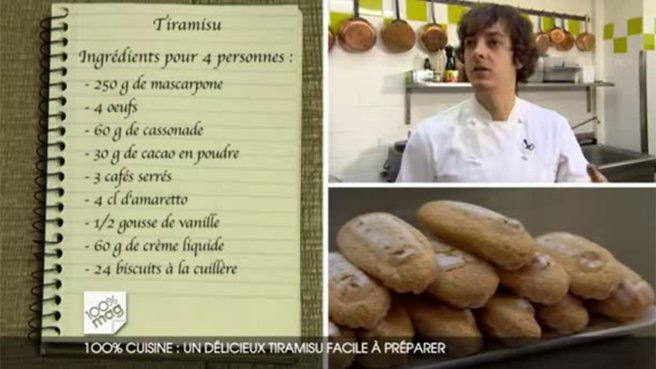 Tiramisu
Ingrédients pour 4 personnes :
- 250 g de mascarpone
- 4 oeufs
- 60 g de cassonade
- 30 g de cacao en poudre
- 3 cafés serrés
- 4 cl d'amaretto
- 1/2 gousse de vanille
- 60 g de crème liquide
- 24 biscuits à la cuillère
100%
mag
100% CUISINE : UN DÉLICIEUX TIRAMISU FACILE À PRÉPARER